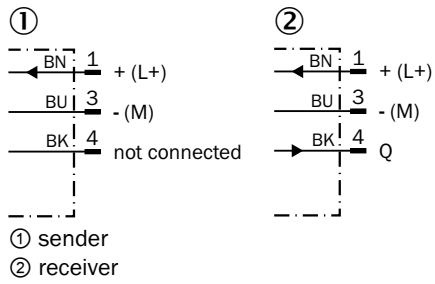 ① ②
BN 1 + (L+) BN 1 + (L+)
BU 3 - (M) BU 3 - (M)
BK 4 not connected BK 4 Q
① sender
② receiver